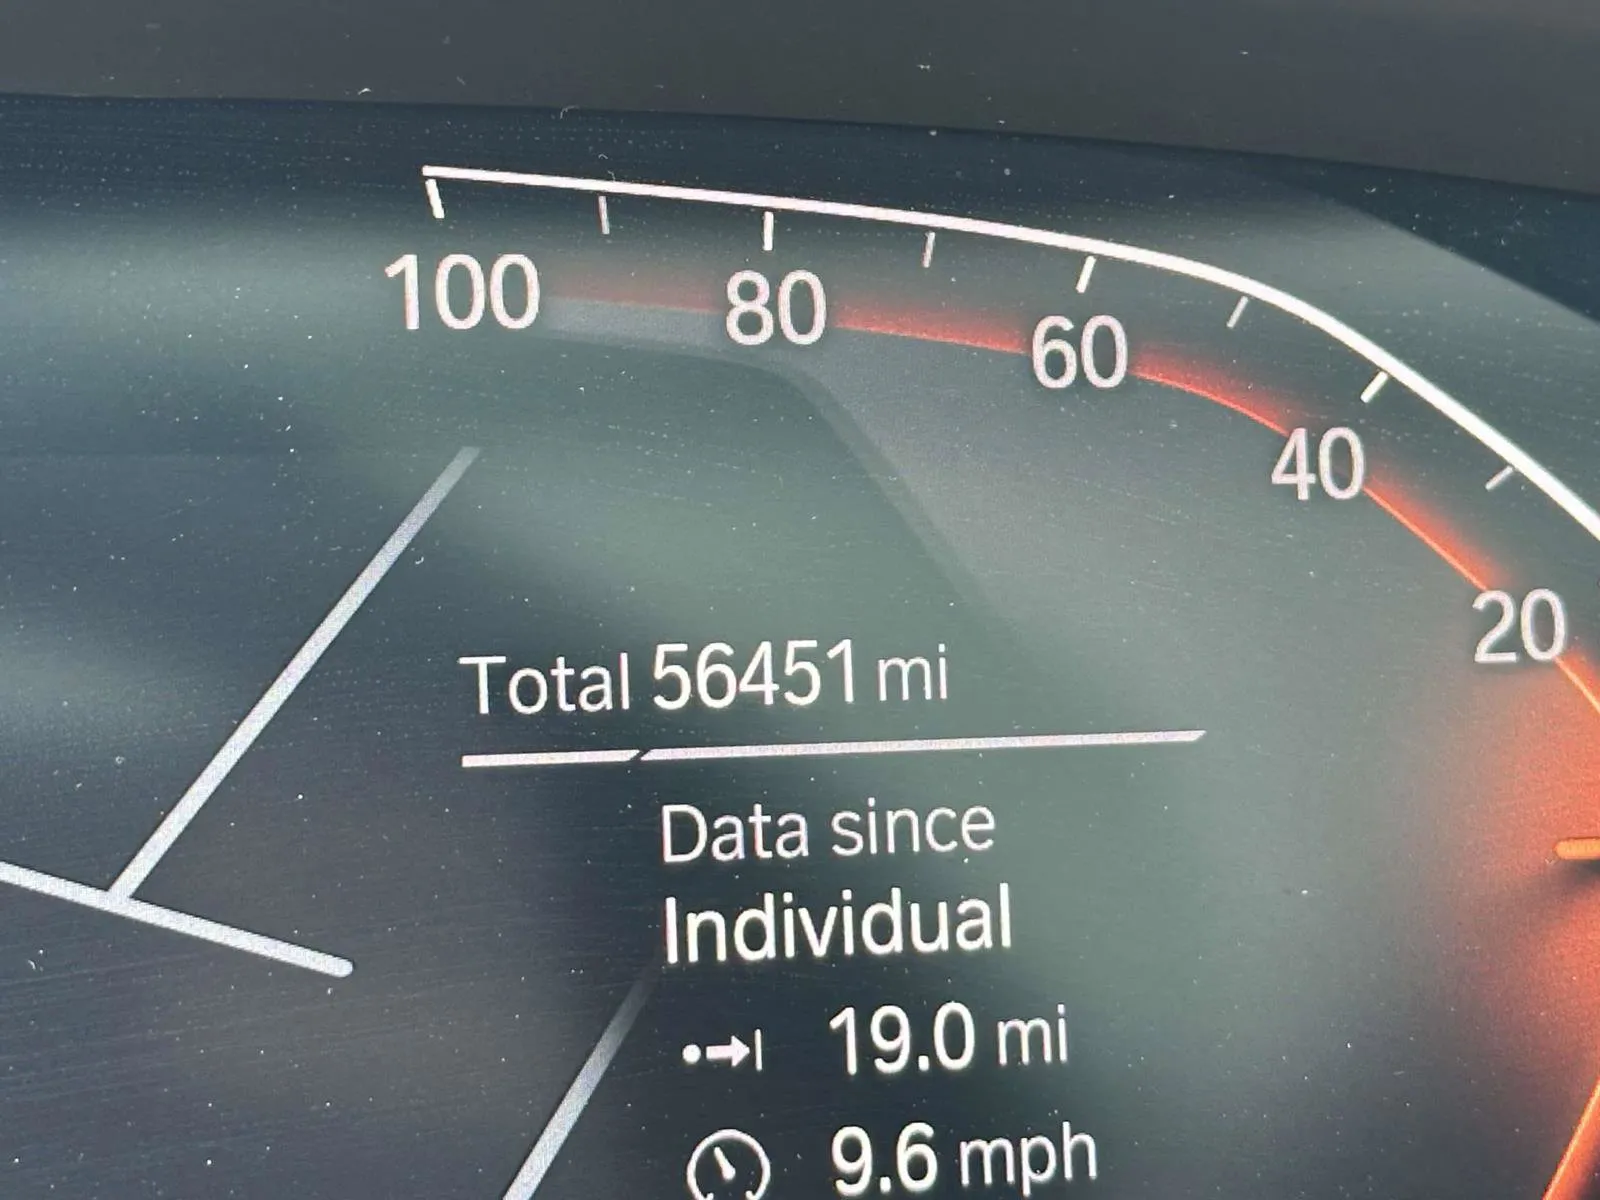 100
80
60
40
20
Total 56451 mi
Data since
Individual
19.0 mi
9.6 mph